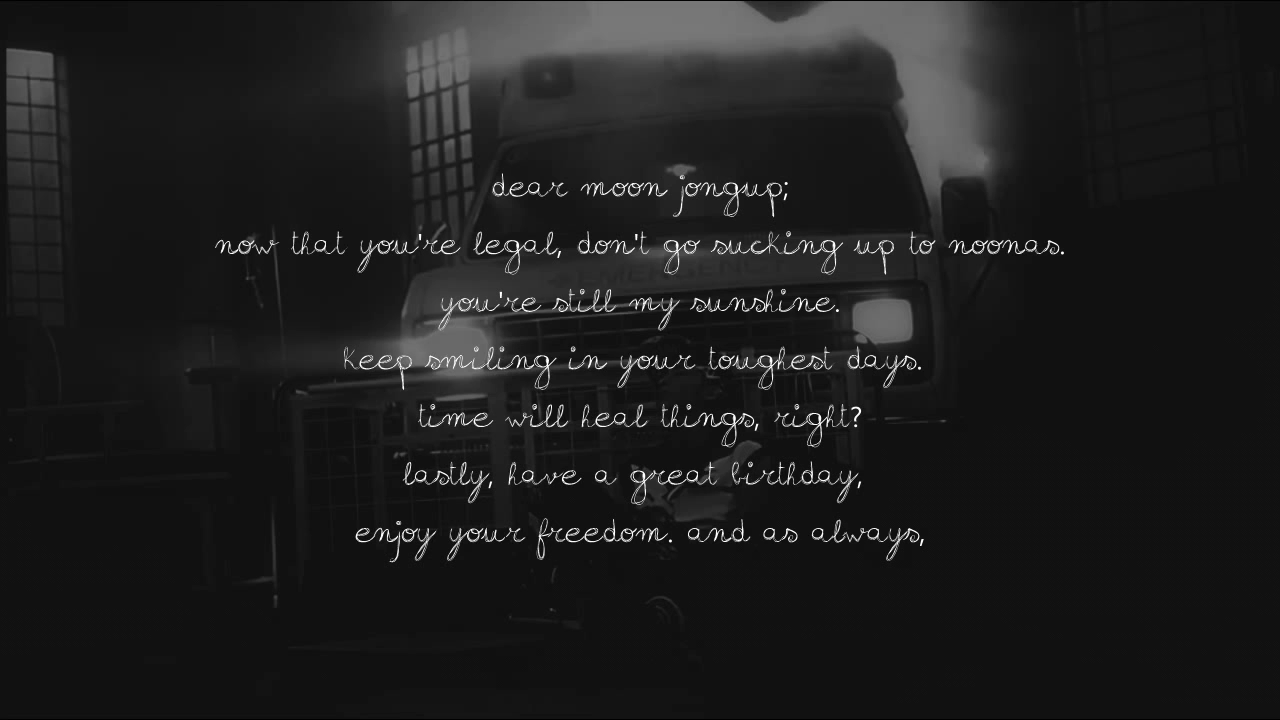 dear moon jongup;
now that you're legal, don't go sucking up to noonas.
EMERGENCY
you're still my sunshine.
keep smiling in your toughest days.
time will heal things, right?
lastly, have a great birthday,
enjoy your freedom. and as always,